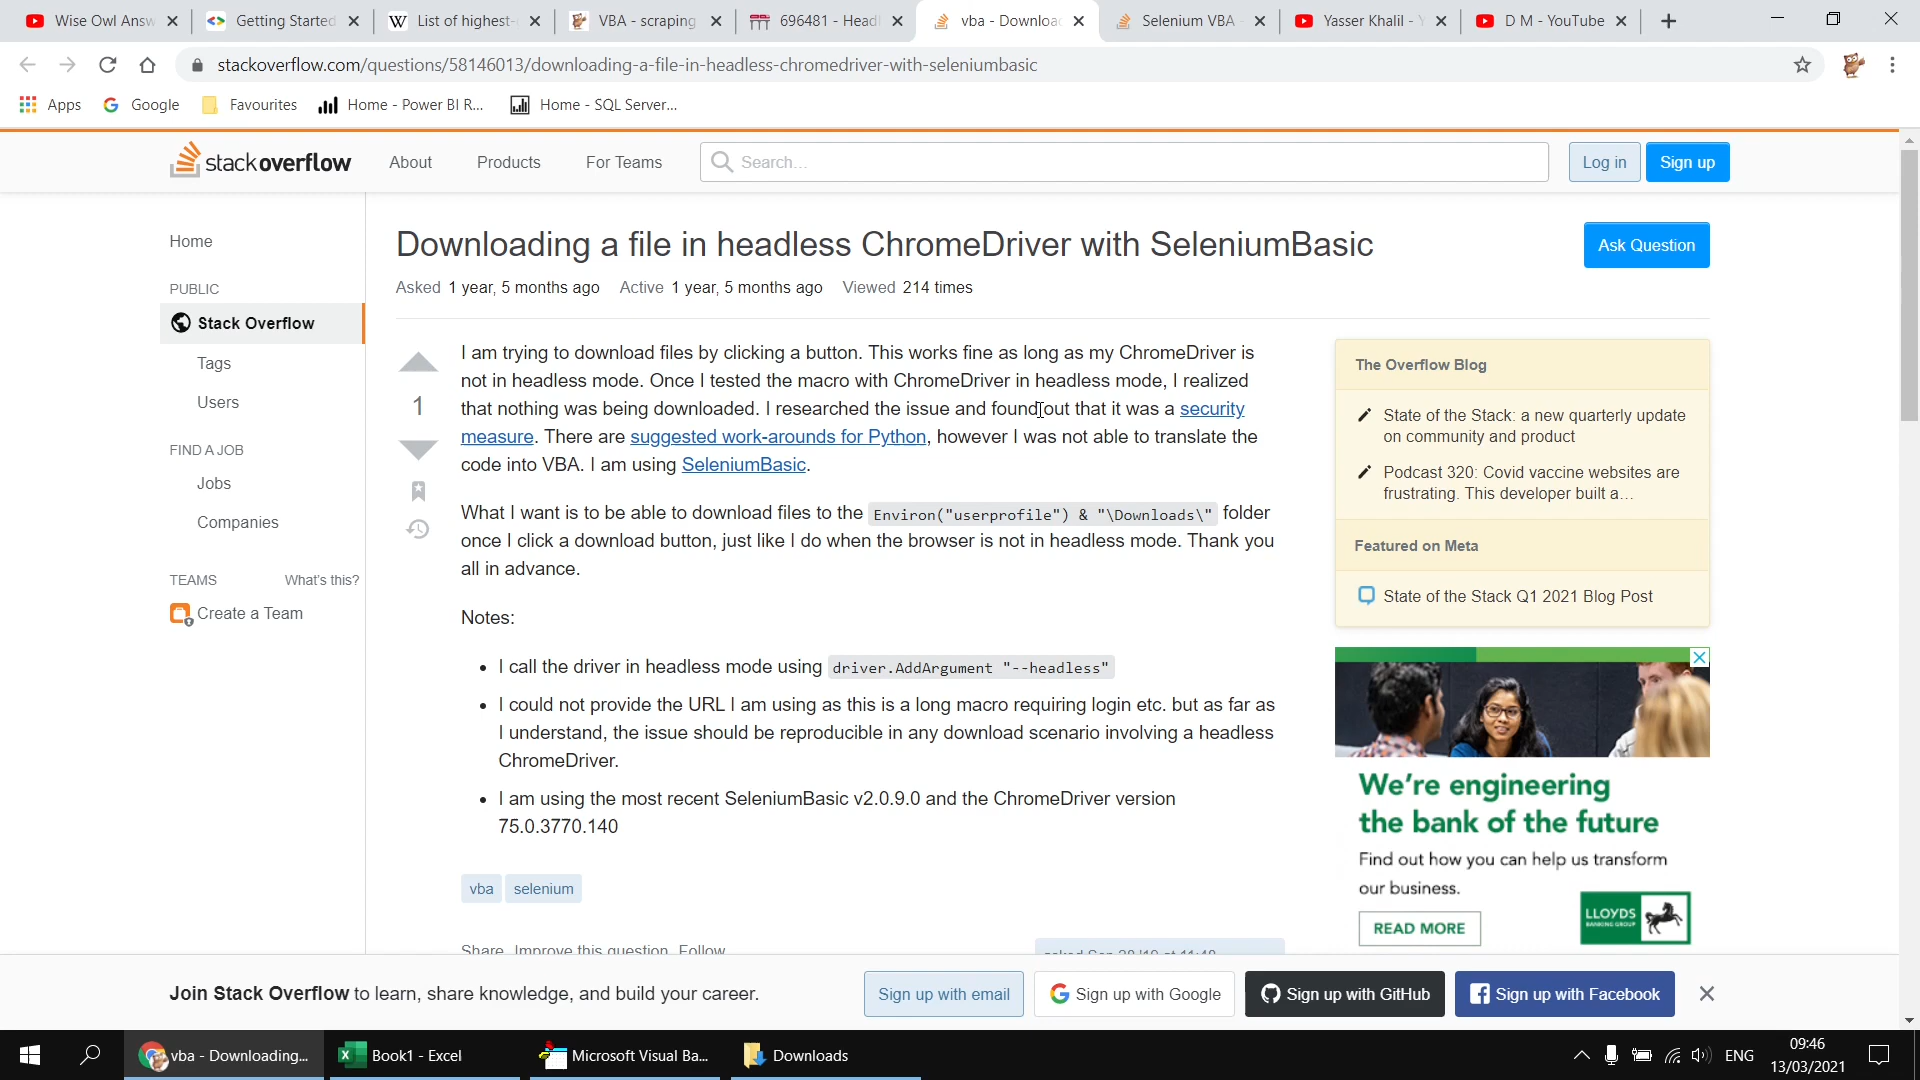 Wise Owl Answ
Getting Started
List of highest-
VBA - scraping
696481 - Headl
vba - Downloa
Selenium VBA
Yasser Khalil - Y
D M - YouTube
stackoverflow.com/questions/58146013/downloading-a-file-in-headless-chromedriver-with-seleniumbasic
Apps
Google
Favourites
Home - Power BI R...
Home - SQL Server...
stackoverflow
About
Products
For Teams
Search...
Log in
Sign up
Home
PUBLIC
Stack Overflow
Tags
Users
FIND A JOB
Jobs
Companies
TEAMS What's this?
Create a Team
Downloading a file in headless ChromeDriver with SeleniumBasic
Ask Question
Asked 1 year, 5 months ago Active 1 year, 5 months ago Viewed 214 times
1
I am trying to download files by clicking a button. This works fine as long as my ChromeDriver is
not in headless mode. Once I tested the macro with ChromeDriver in headless mode, I realized
that nothing was being downloaded. I researched the issue and found out that it was a security
measure. There are suggested work-arounds for Python, however I was not able to translate the
code into VBA. I am using SeleniumBasic.
What I want is to be able to download files to the Environ("userprofile") & "\Downloads\" folder
once I click a download button, just like I do when the browser is not in headless mode. Thank you
all in advance.
Notes:
• I call the driver in headless mode using driver.AddArgument "--headless"
• I could not provide the URL I am using as this is a long macro requiring login etc. but as far as
I understand, the issue should be reproducible in any download scenario involving a headless
ChromeDriver.
• I am using the most recent SeleniumBasic v2.0.9.0 and the ChromeDriver version
75.0.3770.140
vba selenium
Share Improve this question Follow
The Overflow Blog
State of the Stack: a new quarterly update
on community and product
Podcast 320: Covid vaccine websites are
frustrating. This developer built a...
Featured on Meta
State of the Stack Q1 2021 Blog Post
We're engineering
the bank of the future
Find out how you can help us transform
our business.
READ MORE
LLOYDS
BANKING GROUP
Join Stack Overflow to learn, share knowledge, and build your career.
Sign up with email
Sign up with Google
Sign up with GitHub
Sign up with Facebook
vba - Downloading...
Book1 - Excel
Microsoft Visual Ba...
Downloads
ENG
09:46
13/03/2021